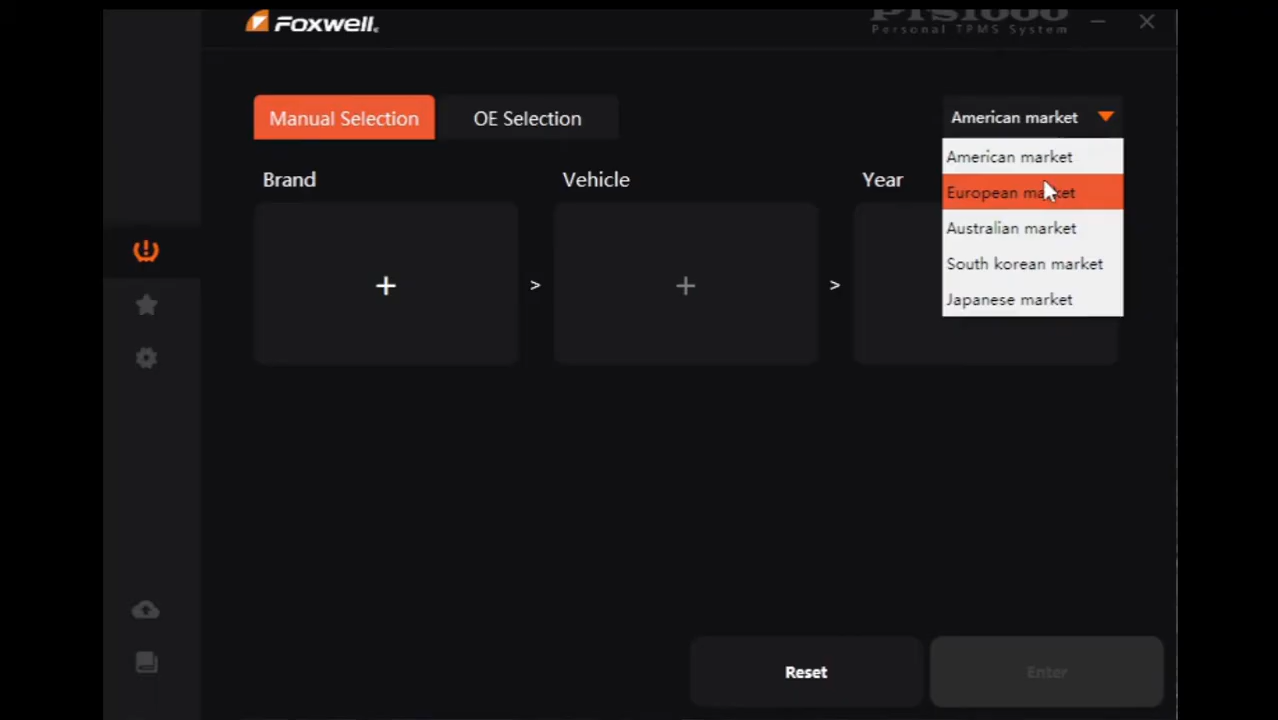 FOXWELL
PTS1000
Personal TPMS System
Manual Selection
OE Selection
American market
Brand
Vehicle
Year
American market
European market
Australian market
South korean market
Japanese market
+
>
+
>
Reset
Enter